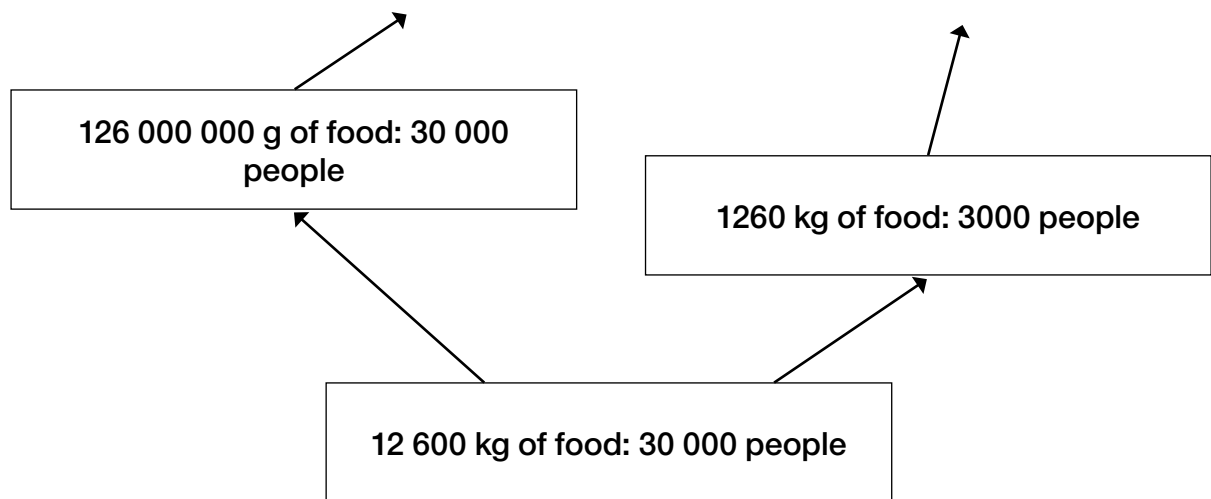 126 000 000 g of food: 30 000
people
1260 kg of food: 3000 people
12 600 kg of food: 30 000 people